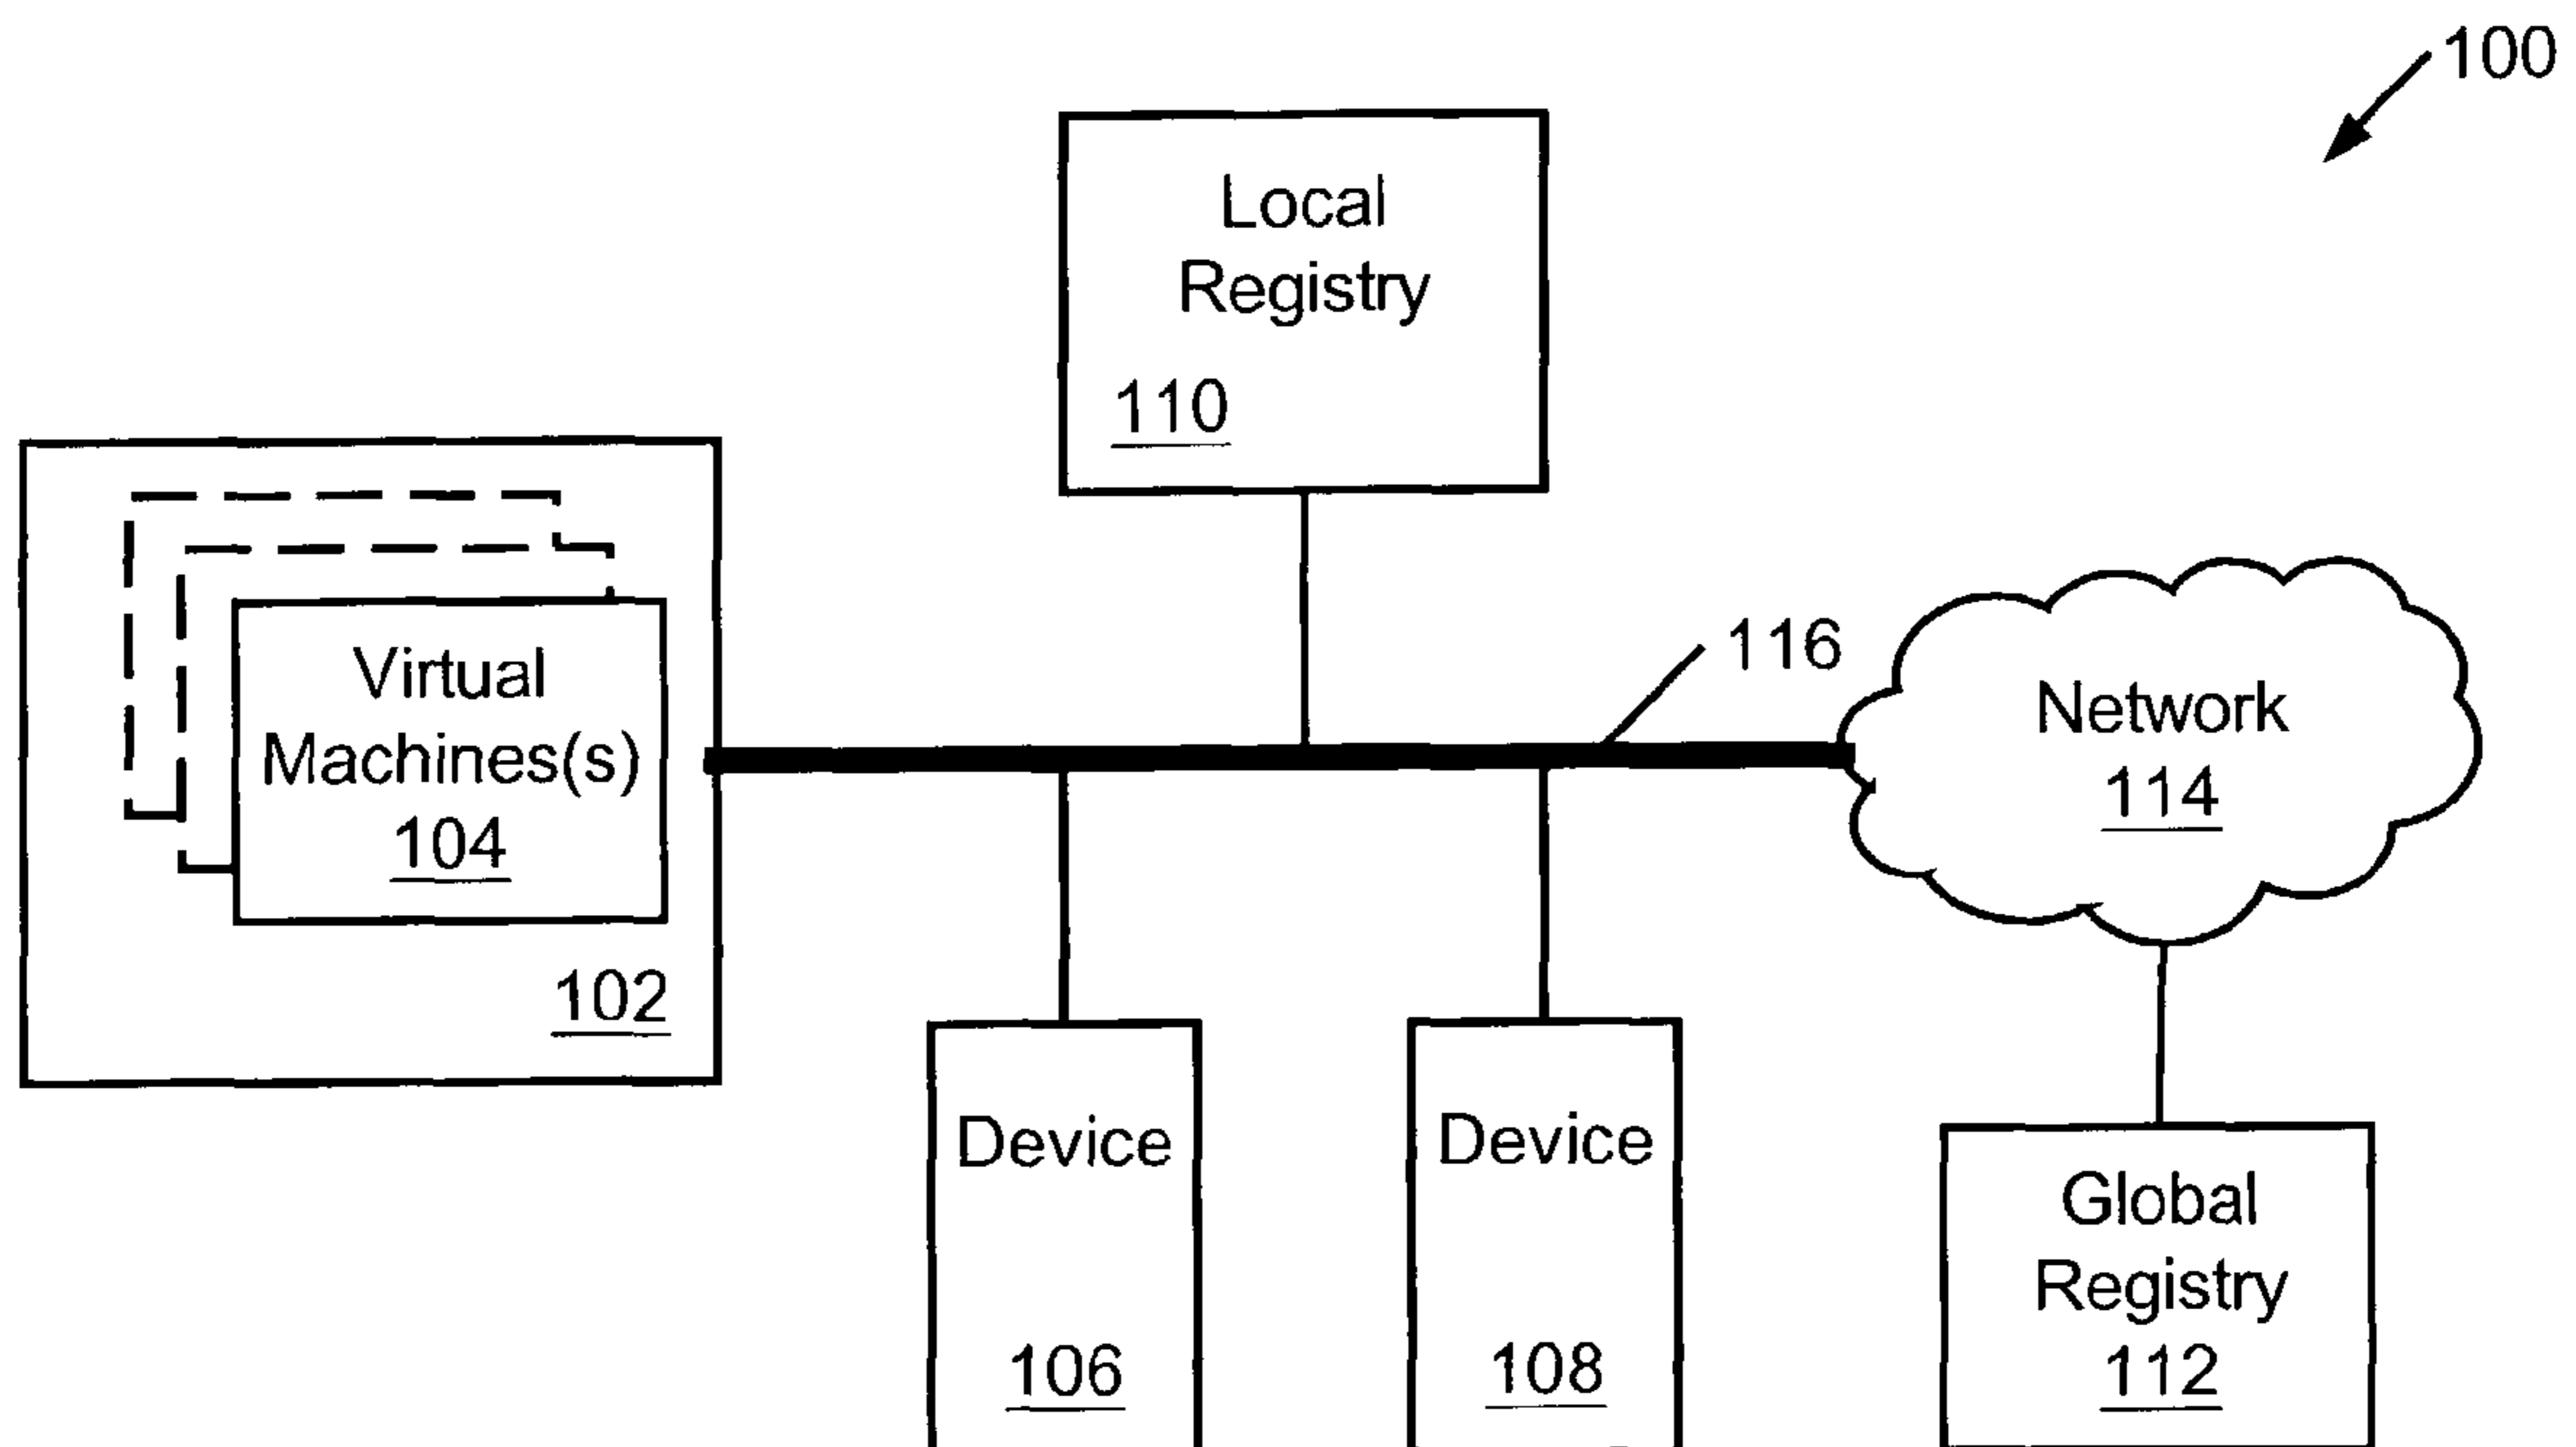 100
Local
Registry
110
116
Virtual
Machines(s)
104
102
Network
114
Device
106
Device
108
Global
Registry
112